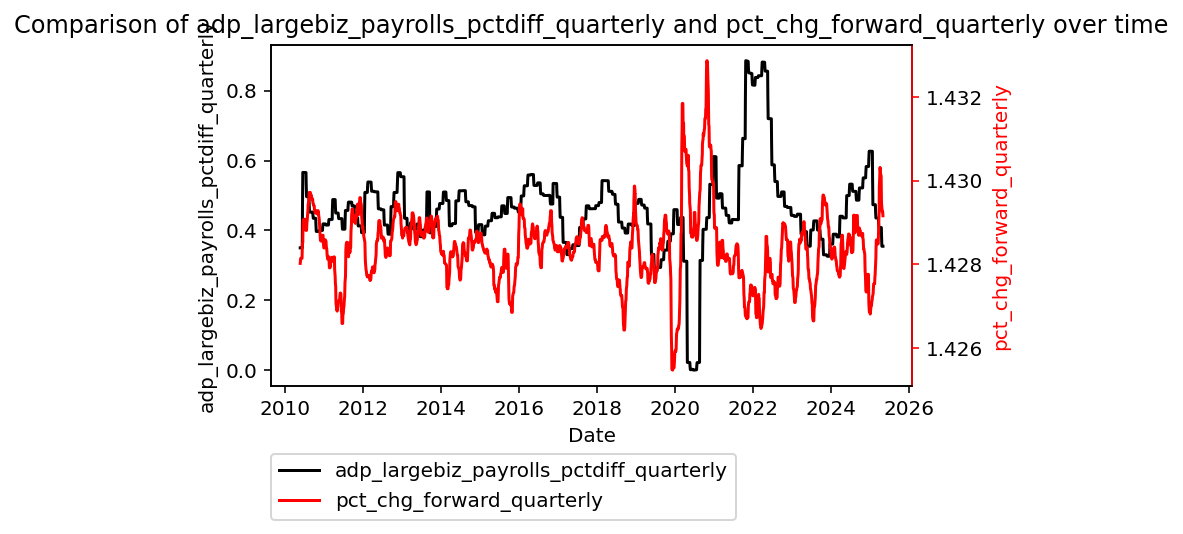 Comparison of adp_largebiz_payrolls_pctdiff_quarterly and pct_chg_forward_quarterly over time
adp_largebiz_payrolls_pctdiff_quarterly
0.8
0.6
0.4
0.2
0.0
1.432
1.430
1.428
1.426
pct_chg_forward_quarterly
2010 2012 2014 2016 2018 2020 2022 2024 2026
Date
adp_largebiz_payrolls_pctdiff_quarterly
pct_chg_forward_quarterly